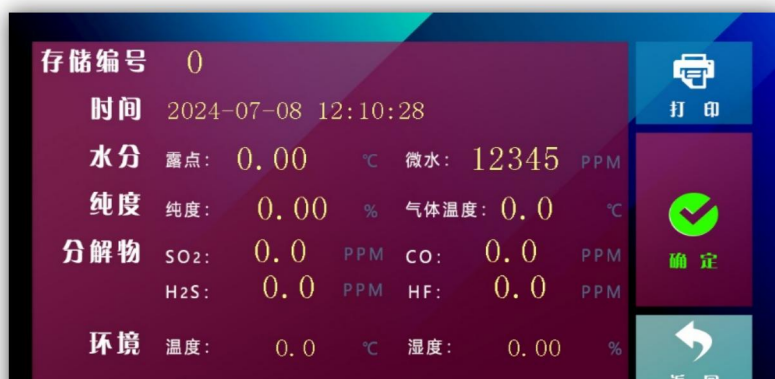 存储编号 0
时间 2024-07-08 12:10:28
打印
水分 露点: 0.00 ℃ 微水: 12345 PPM
纯度 纯度: 0.00 % 气体温度: 0.0 ℃
分解物 SO2: 0.0 PPM CO: 0.0 PPM
确定
H2S: 0.0 PPM HF: 0.0 PPM
环境 温度: 0.0 ℃ 湿度: 0.00 %